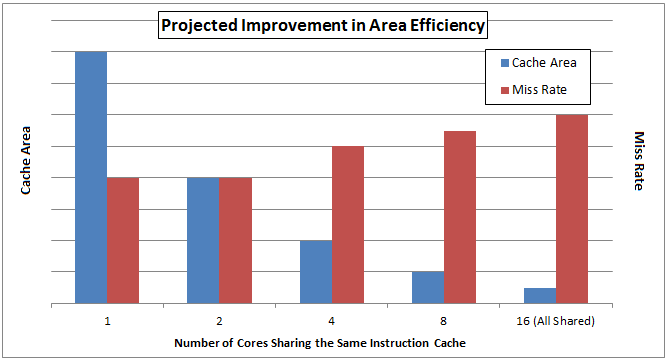 Projected Improvement in Area Efficiency
Cache Area
Miss Rate
Cache Area
Miss Rate
1
2
4
8
16 (All Shared)
Number of Cores Sharing the Same Instruction Cache